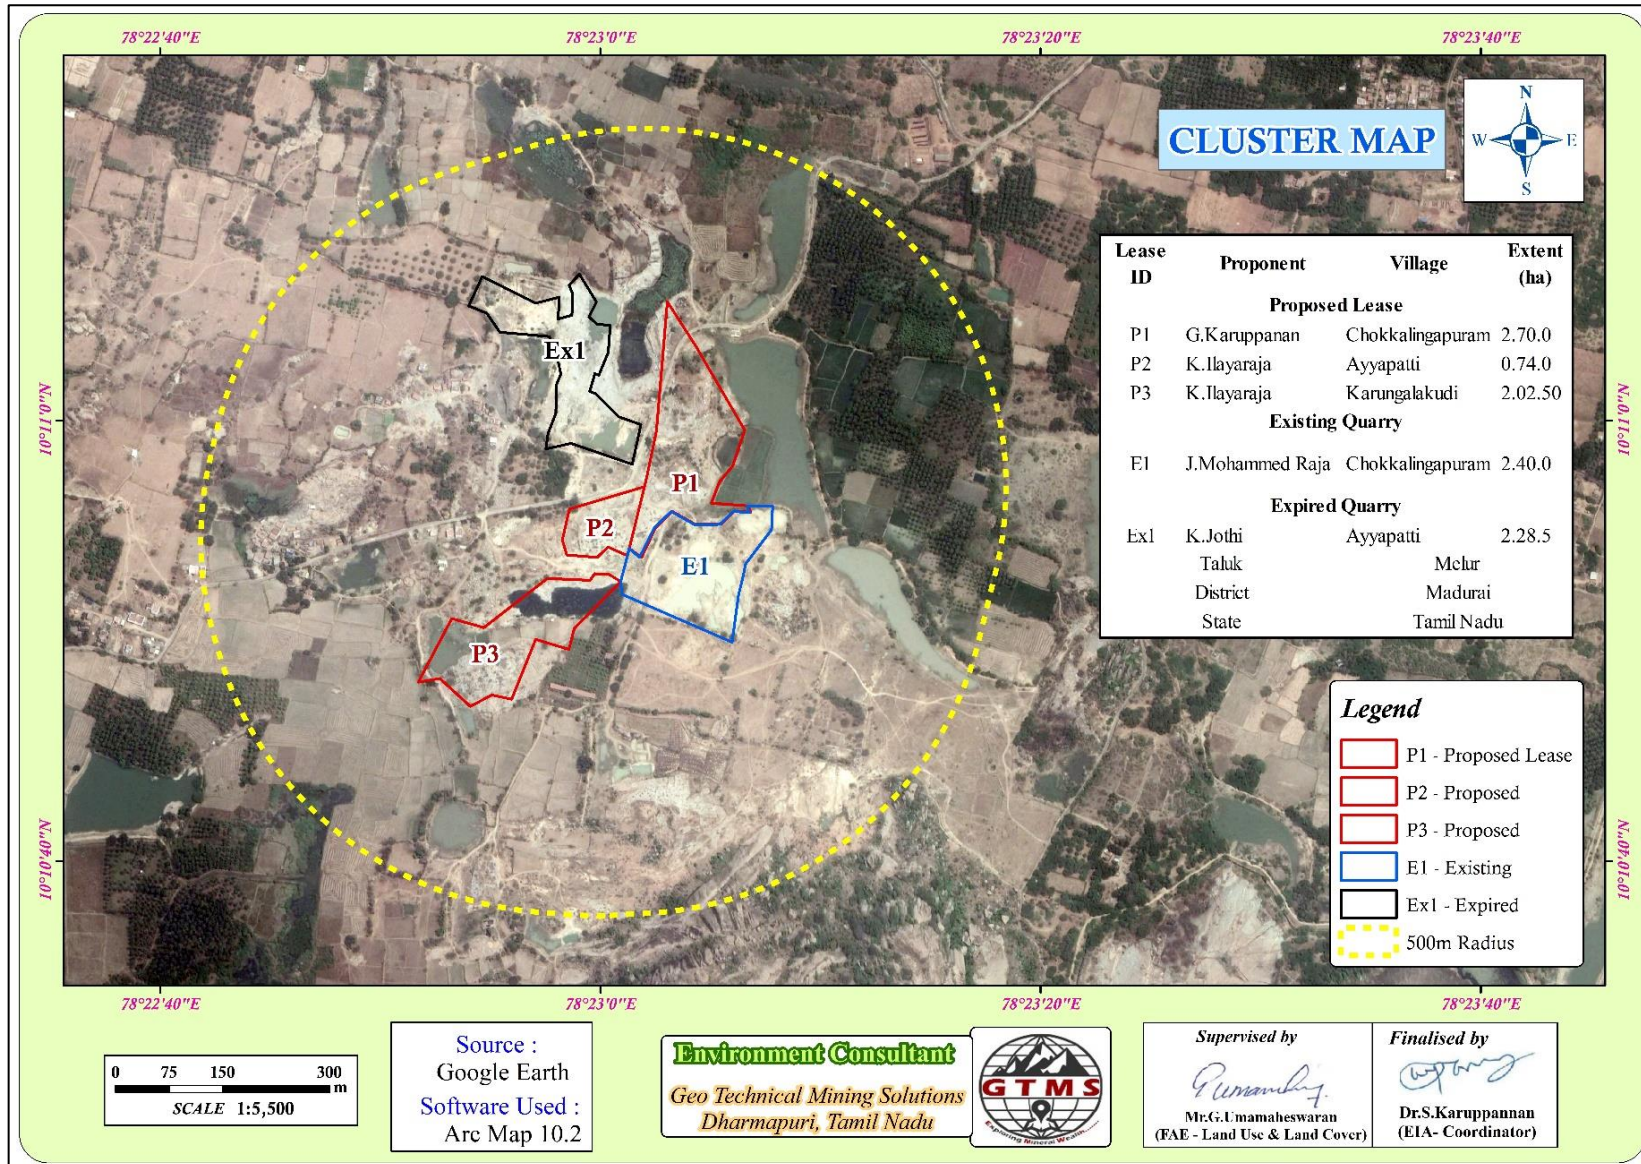 78°22'40"E 78°23'0"E 78°23'20"E 78°23'40"E
CLUSTER MAP
N
W E
S
Lease ID Proponent Village Extent (ha)
Proposed Lease
P1 G.Karuppanan Chokkalingapuram 2.70.0
P2 K.Ilayaraja Ayyapatti 0.74.0
P3 K.Ilayaraja Karungalakudi 2.02.50
Existing Quarry
E1 J.Mohammed Raja Chokkalingapuram 2.40.0
Expired Quarry
Ex1 K.Jothi Ayyapatti 2.28.5
Taluk Melur
District Madurai
State Tamil Nadu
Ex1
P1
P2
E1
P3
10°11'0"N
10°11'0"N
10°10'40"N
10°10'40"N
Legend
P1 - Proposed Lease
P2 - Proposed
P3 - Proposed
E1 - Existing
Ex1 - Expired
500m Radius
78°22'40"E 78°23'0"E 78°23'20"E 78°23'40"E
0 75 150 300
m
SCALE 1:5,500
Source :
Google Earth
Software Used :
Arc Map 10.2
Environment Consultant
Geo Technical Mining Solutions
Dharmapuri, Tamil Nadu
GTMS
Exploring Mineral Wealth......
Supervised by
Mr.G.Umamaheswaran
(FAE - Land Use & Land Cover)
Finalised by
Dr.S.Karuppannan
(EIA- Coordinator)